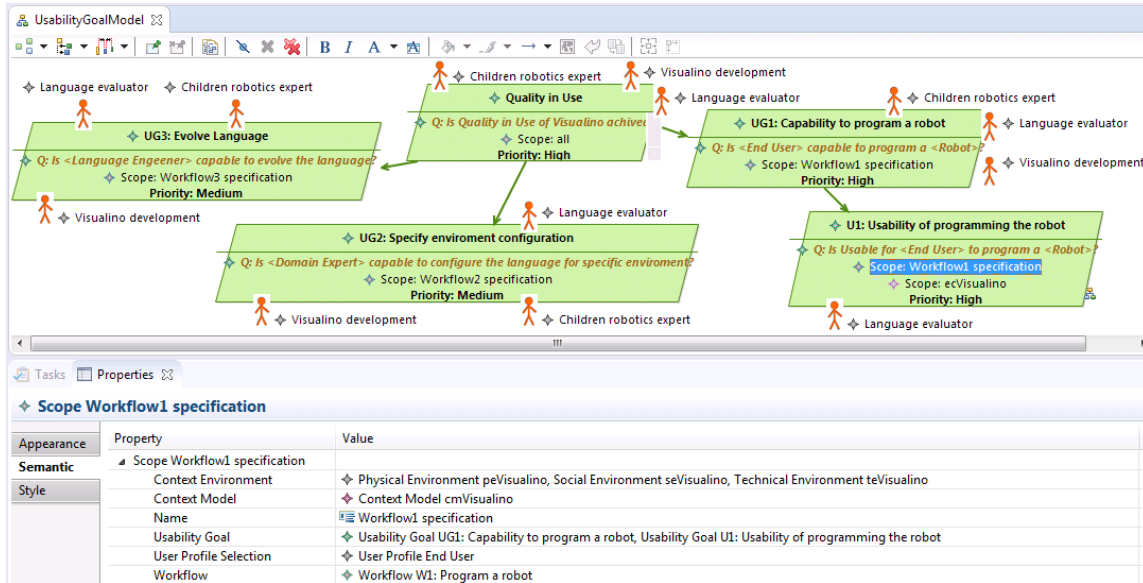 UsabilityGoalModel
B I A
Children robotics expert
Visualino development
Language evaluator
Children robotics expert
Quality in Use
Q: Is Quality in Use of Visualino achived
Scope: all
Priority: High
Language evaluator
Children robotics expert
UG3: Evolve Language
Q: Is <Language Engeener> capable to evolve the language?
Scope: Workflow3 specification
Priority: Medium
Visualino development
UG1: Capability to program a robot
Q: Is <End User> capable to program a <Robot>?
Scope: Workflow1 specification
Priority: High
Language evaluator
Visualino development
Language evaluator
UG2: Specify enviroment configuration
Q: Is <Domain Expert> capable to configure the language for specific enviroment?
Scope: Workflow2 specification
Priority: Medium
Visualino development
Children robotics expert
U1: Usability of programming the robot
Q: Is Usable for <End User> to program a <Robot>?
Scope: Workflow1 specification
Scope: ecVisualino
Priority: High
Language evaluator
Tasks Properties
Scope Workflow1 specification
Appearance
Semantic
Style
Property Value
Scope Workflow1 specification
Context Environment Physical Environment peVisualino, Social Environment seVisualino, Technical Environment teVisualino
Context Model Context Model cmVisualino
Name Workflow1 specification
Usability Goal Usability Goal UG1: Capability to program a robot, Usability Goal U1: Usability of programming the robot
User Profile Selection User Profile End User
Workflow Workflow W1: Program a robot